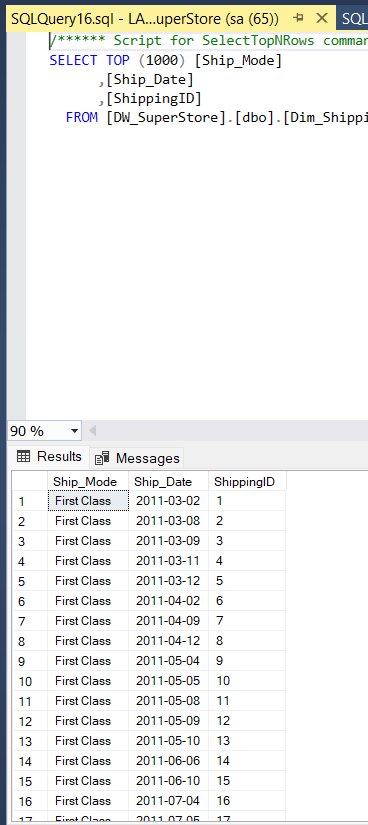 SQLQuery16.sql - LA...uperStore (sa (65)) SQL
/****** Script for SelectTopNRows comman
SELECT TOP (1000) [Ship_Mode]
,[Ship_Date]
,[ShippingID]
FROM [DW_SuperStore].[dbo].[Dim_Shippi
90 %
Results Messages
Ship_Mode Ship_Date ShippingID
1 First Class 2011-03-02 1
2 First Class 2011-03-08 2
3 First Class 2011-03-09 3
4 First Class 2011-03-11 4
5 First Class 2011-03-12 5
6 First Class 2011-04-02 6
7 First Class 2011-04-09 7
8 First Class 2011-04-12 8
9 First Class 2011-05-04 9
10 First Class 2011-05-05 10
11 First Class 2011-05-08 11
12 First Class 2011-05-09 12
13 First Class 2011-05-10 13
14 First Class 2011-06-06 14
15 First Class 2011-06-10 15
16 First Class 2011-07-04 16
17 First Class 2011-07-05 17